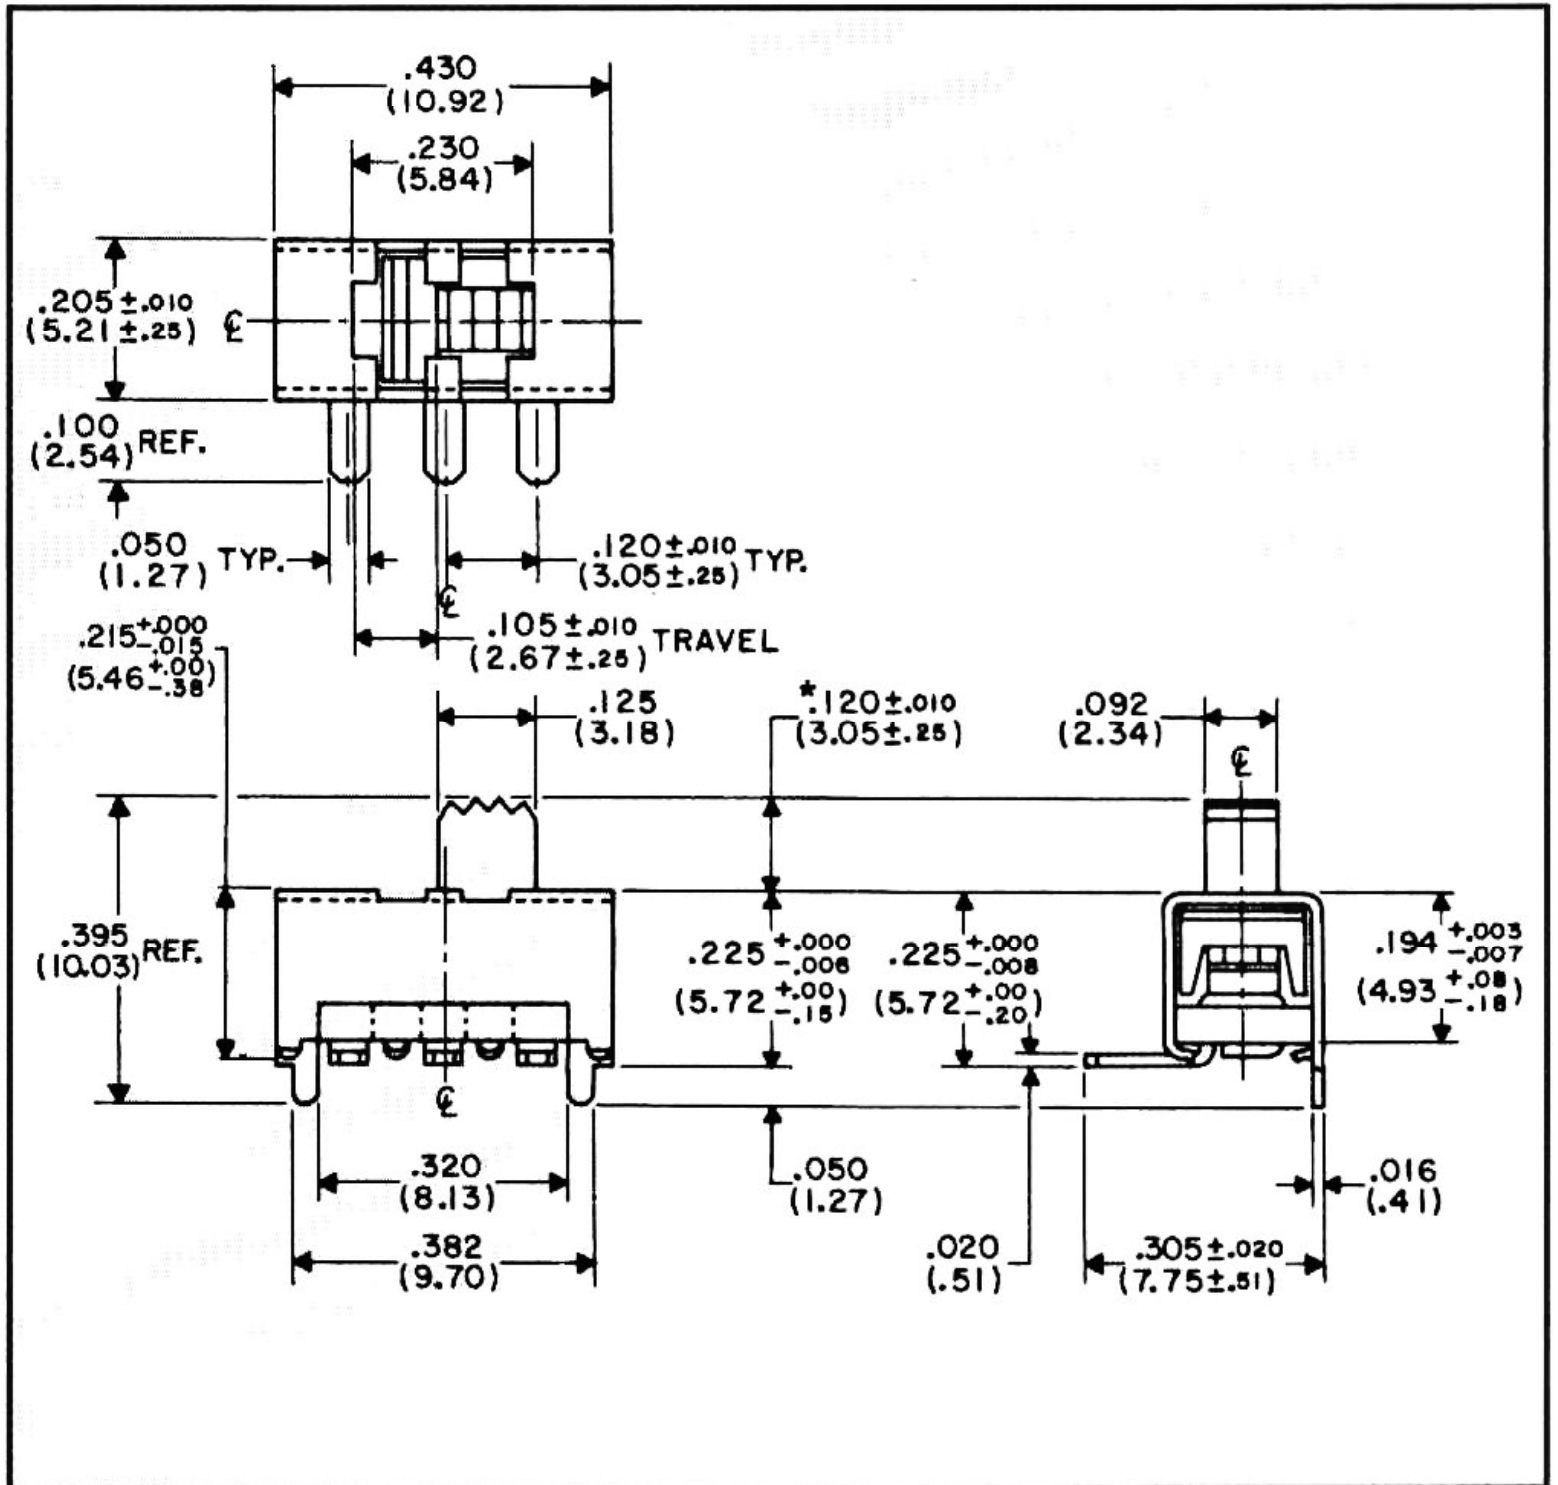 .430
(10.92)
.230
(5.84)
.205±.010
(5.21±.25)
℄
.100
(2.54) REF.
.050
(1.27) TYP.
.120±.010
(3.05±.25) TYP.
℄
.105±.010
(2.67±.25) TRAVEL
.215 +.000 -.015
(5.46 +.00 -.38)
.125
(3.18)
*.120±.010
(3.05±.25)
.092
(2.34)
℄
.395
(10.03) REF.
.225 +.000 -.006
(5.72 +.00 -.15)
.225 +.000 -.008
(5.72 +.00 -.20)
.194 +.003 -.007
(4.93 +.08 -.18)
℄
.320
(8.13)
.382
(9.70)
.050
(1.27)
.020
(.51)
.016
(.41)
.305±.020
(7.75±.51)